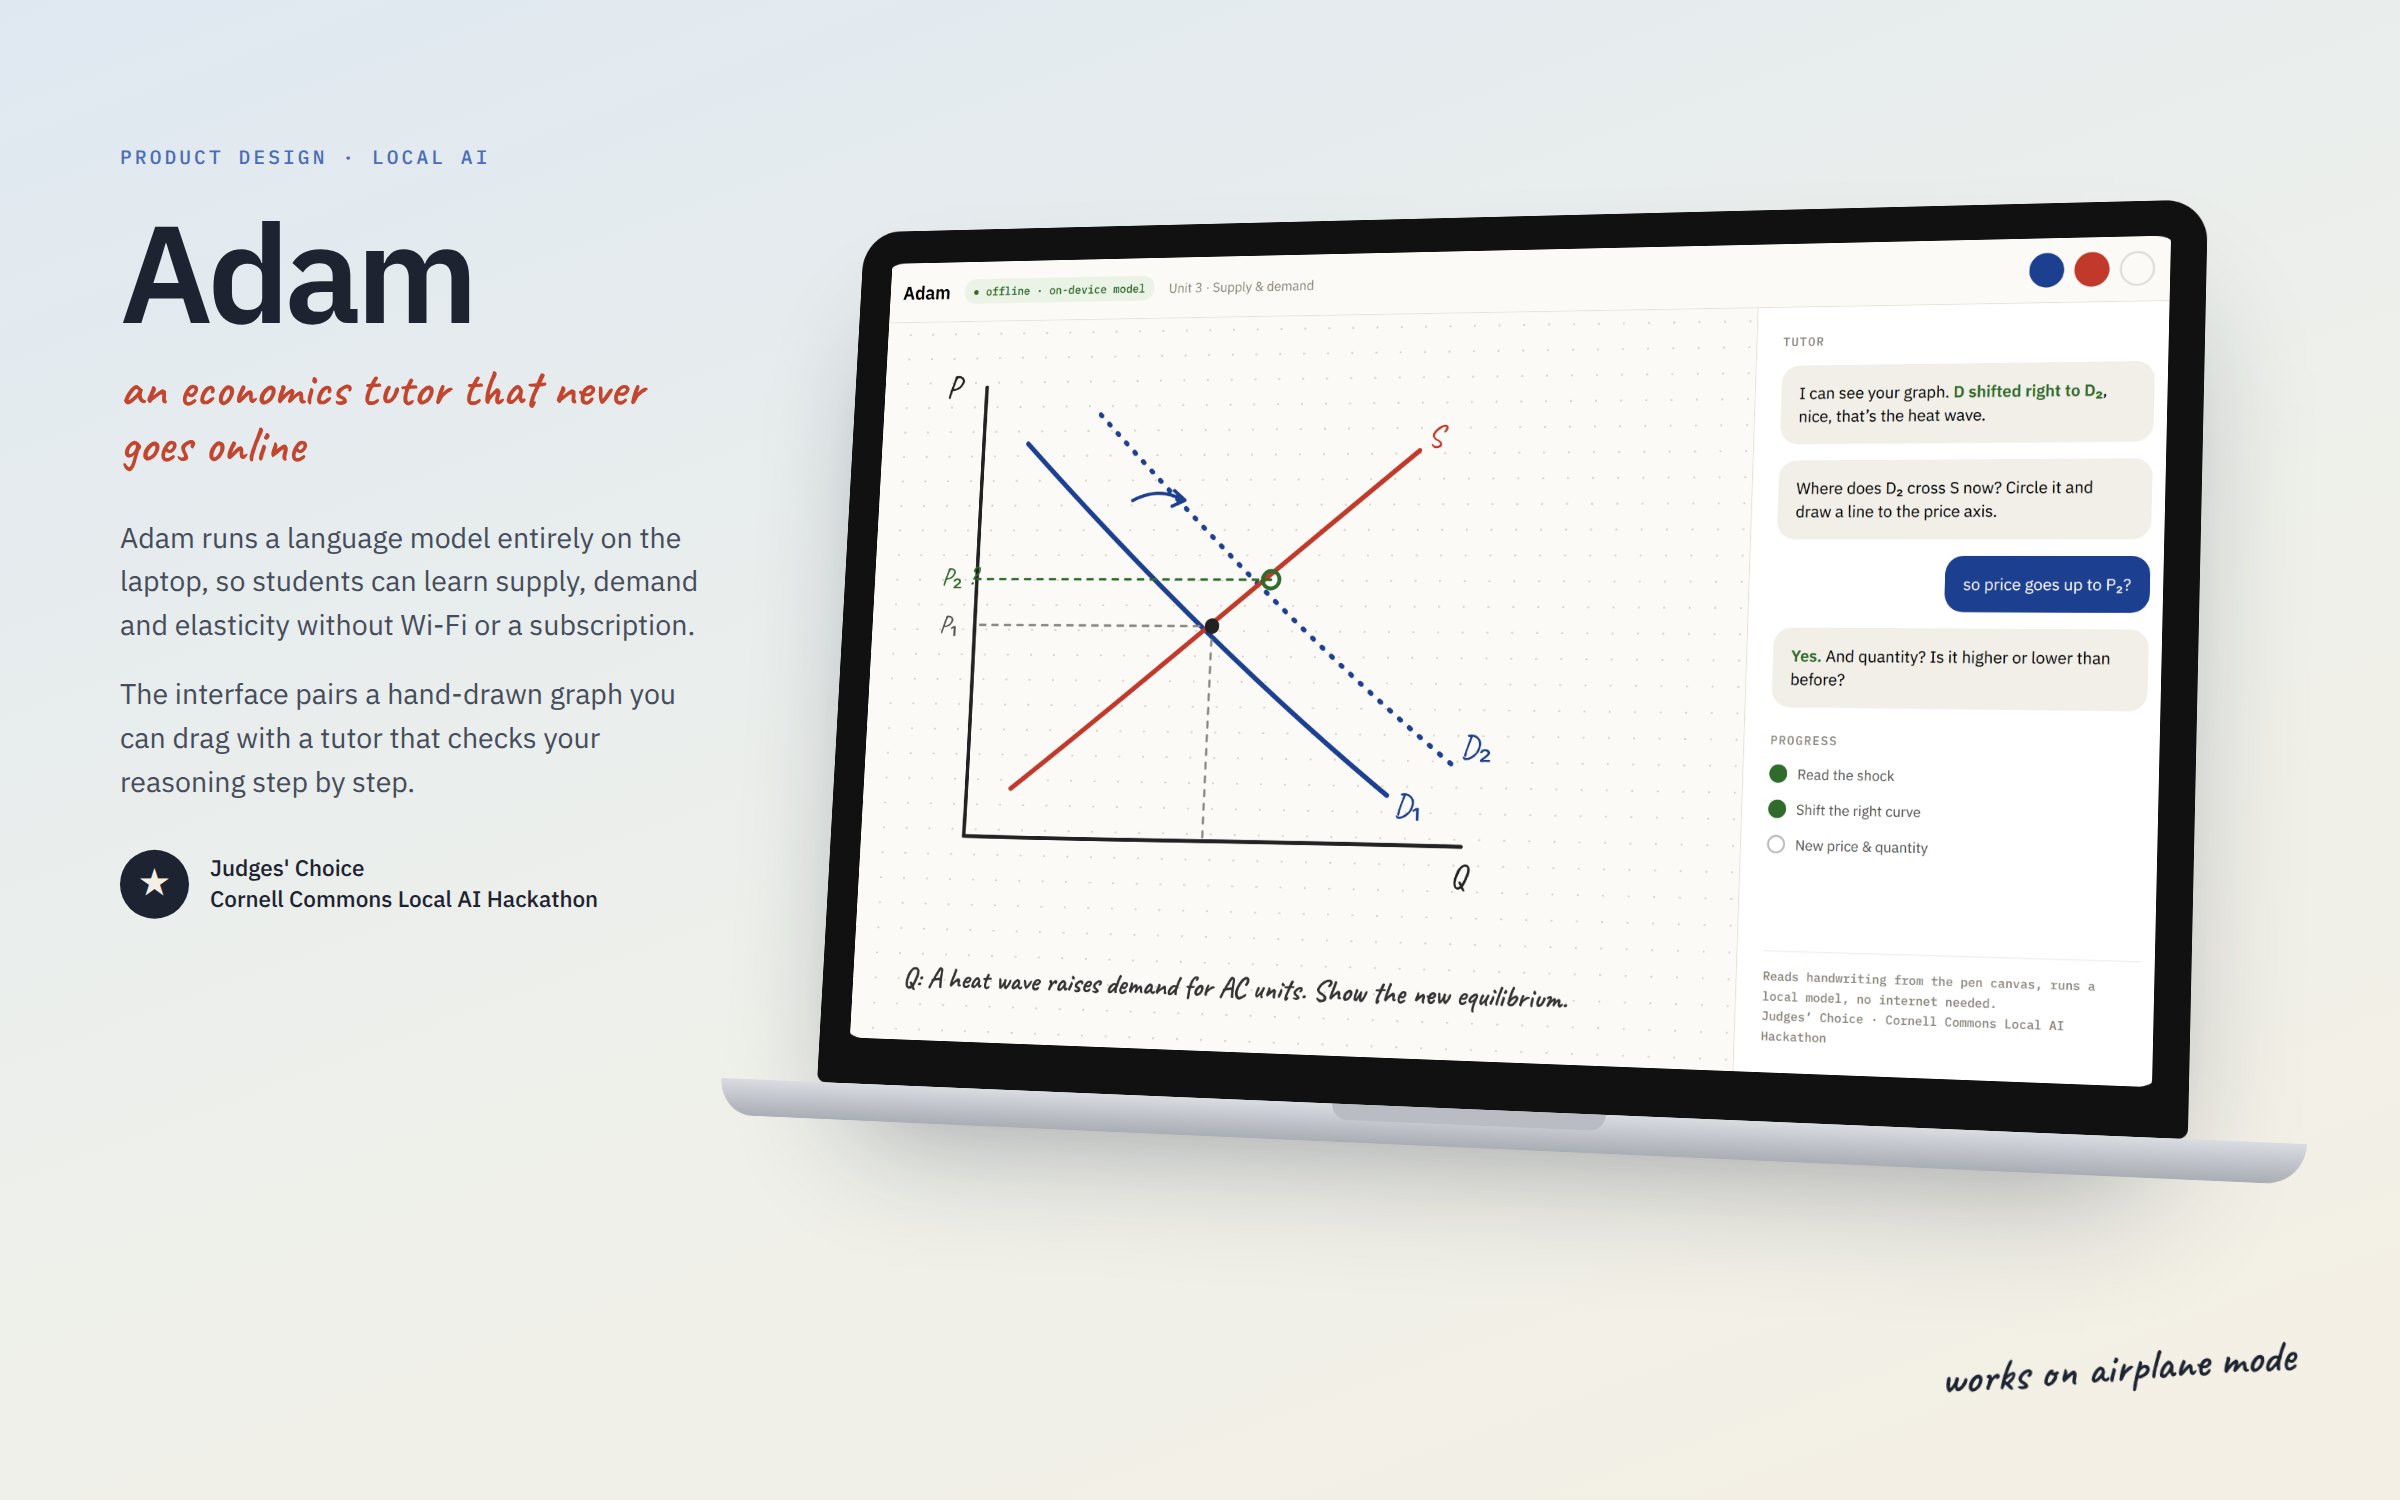 PRODUCT DESIGN · LOCAL AI
Adam
an economics tutor that never
goes online
Adam runs a language model entirely on the
laptop, so students can learn supply, demand
and elasticity without Wi-Fi or a subscription.
The interface pairs a hand-drawn graph you
can drag with a tutor that checks your
reasoning step by step.
★
Judges' Choice
Cornell Commons Local AI Hackathon
Adam
• offline · on-device model
Unit 3 · Supply & demand
P
S
P₂ ?
P₁
D₂
D₁
Q
Q: A heat wave raises demand for AC units. Show the new equilibrium.
TUTOR
I can see your graph. D shifted right to D₂,
nice, that’s the heat wave.
Where does D₂ cross S now? Circle it and
draw a line to the price axis.
so price goes up to P₂?
Yes. And quantity? Is it higher or lower than
before?
PROGRESS
Read the shock
Shift the right curve
New price & quantity
Reads handwriting from the pen canvas, runs a
local model, no internet needed.
Judges’ Choice · Cornell Commons Local AI
Hackathon
works on airplane mode